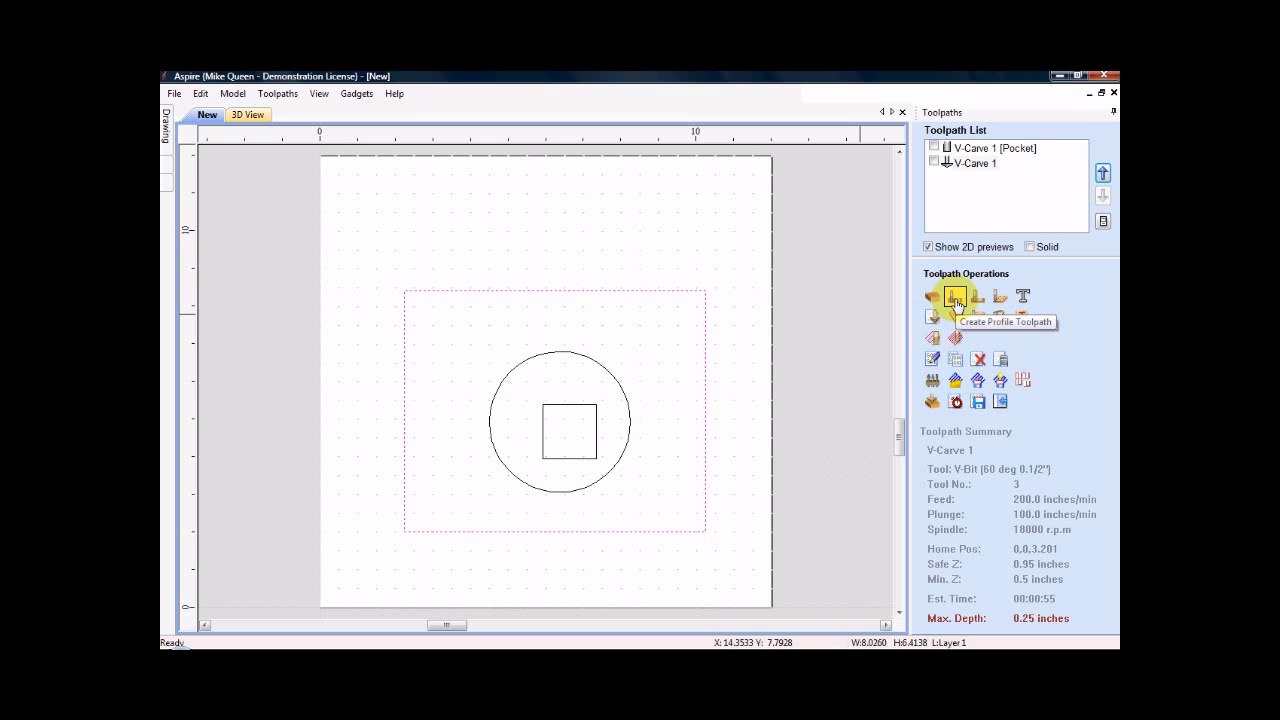 Aspire (Mike Queen - Demonstration License) - [New]
File Edit Model Toolpaths View Gadgets Help
Drawing
New 3D View
0 10
10
0
Toolpaths
Toolpath List
V-Carve 1 [Pocket]
V-Carve 1
Show 2D previews Solid
Toolpath Operations
Create Profile Toolpath
Toolpath Summary
V-Carve 1
Tool: V-Bit (60 deg 0.1/2")
Tool No.: 3
Feed: 200.0 inches/min
Plunge: 100.0 inches/min
Spindle: 18000 r.p.m
Home Pos: 0,0,3.201
Safe Z: 0.95 inches
Min. Z: 0.5 inches
Est. Time: 00:00:55
Max. Depth: 0.25 inches
Ready X: 14.3533 Y: 7.7928 W:8.0260 H:6.4138 L:Layer 1